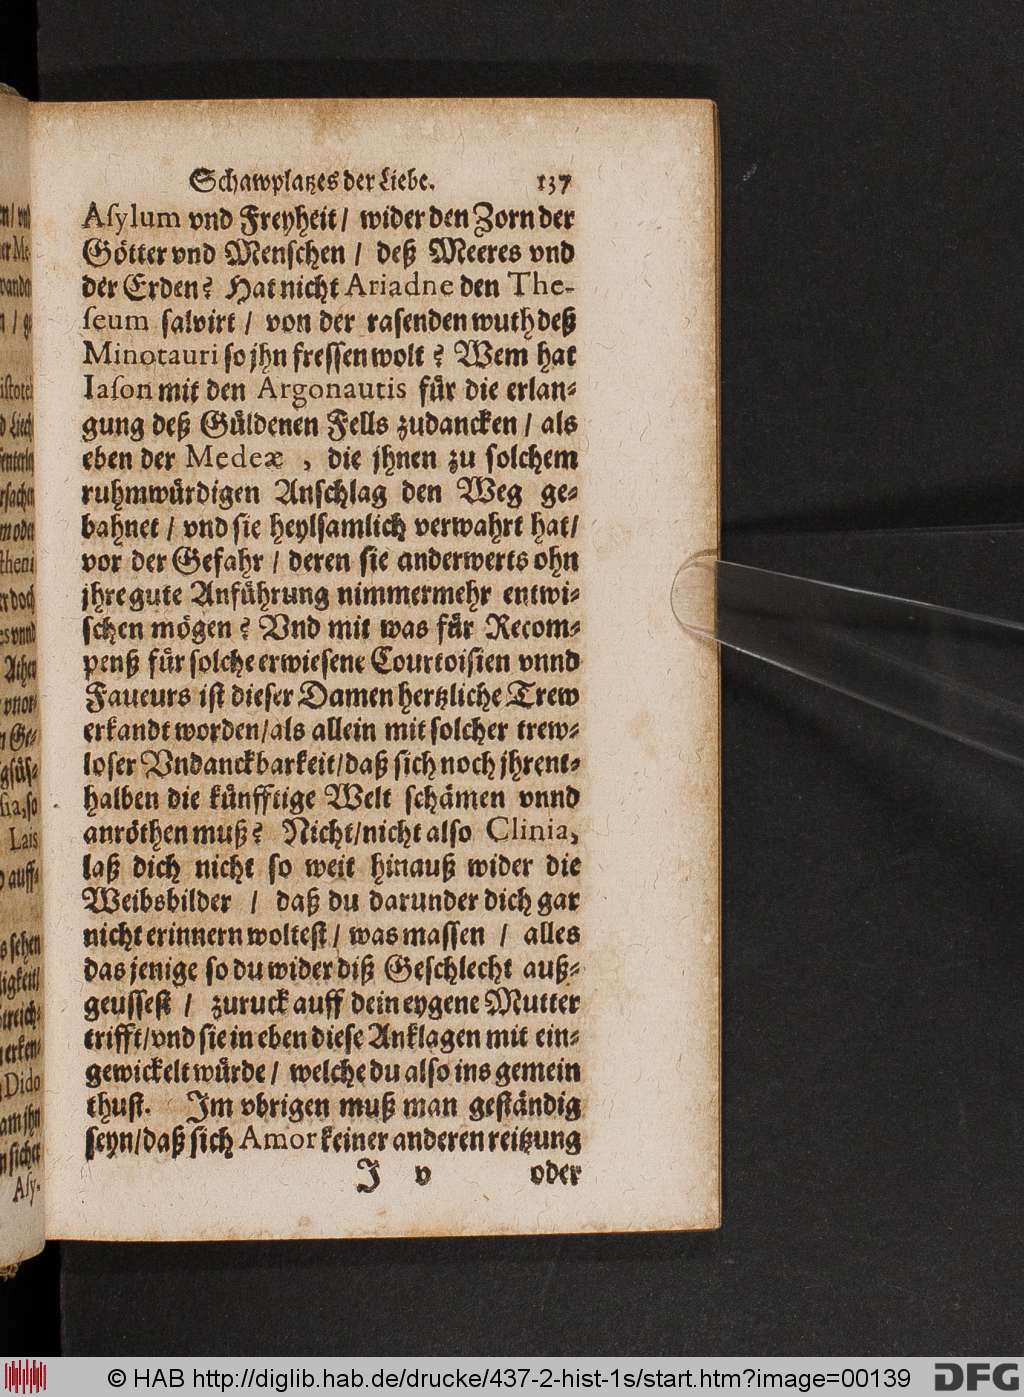 Schawplatzes der Liebe. 137
Aſylum vnd Freyheit / wider den Zorn der
Götter vnd Menſchen / deß Meeres vnd
der Erden? Hat nicht Ariadne den The-
ſeum salvirt / von der raſenden wuth deß
Minotauri ſo jhn freſſen wolt? Wem hat
Iaſon mit den Argonautis für die erlan-
gung deß Güldenen Fells zudancken / als
eben der Medeæ , die jhnen zu ſolchem
ruhmwürdigen Anſchlag den Weg ge-
bahnet / vnd sie heylſamlich verwahrt hat/
vor der Gefahr / deren ſie anderwerts ohn
jhre gute Anführung nimmermehr entwi-
ſchen mögen? Vnd mit was für Recom-
penß für ſolche erwieſene Courtoiſien vnnd
Faueurs iſt dieſer Damen hertzliche Trew
erkandt worden/als allein mit ſolcher trew-
loſer Vndanckbarkeit/daß ſich noch jhrent-
halben die künfftige Welt ſchämen vnnd
anröthen muß? Nicht/nicht alſo Clinia,
laß dich nicht ſo weit hinauß wider die
Weibsbilder / daß du darunder dich gar
nicht erinnern wolteſt / was maſſen / alles
das jenige ſo du wider diß Geſchlecht auß-
geuſſeſt / zuruck auff dein eygene Mutter
trifft/vnd ſie in eben dieſe Anklagen mit ein-
gewickelt würde / welche du alſo ins gemein
thuſt. Im vbrigen muß man geſtändig
ſeyn/daß ſich Amor keiner anderen reitzung
I v oder
Lais
Dido
Aſy-
© HAB http://diglib.hab.de/drucke/437-2-hist-1s/start.htm?image=00139
DFG